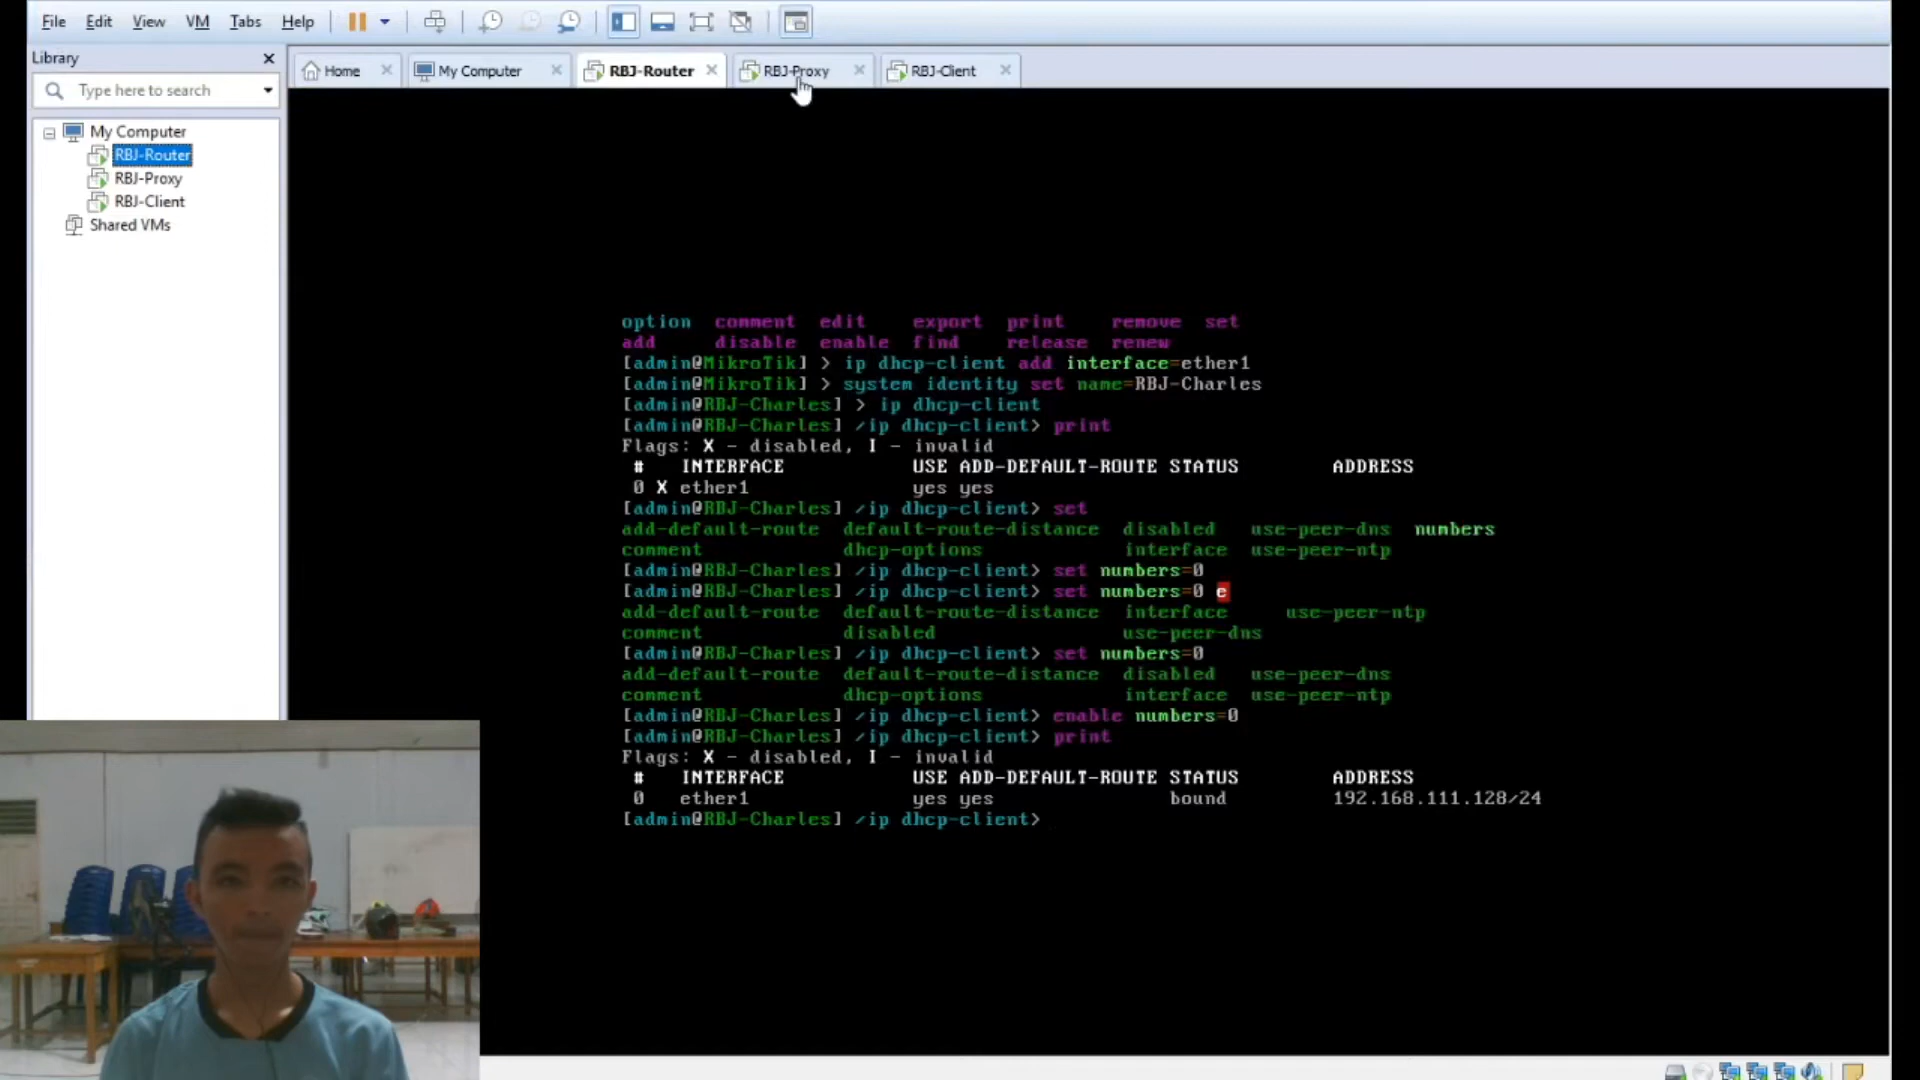 File Edit View VM Tabs Help
Library
Type here to search
My Computer
RBJ-Router
RBJ-Proxy
RBJ-Client
Shared VMs
Home My Computer RBJ-Router RBJ-Proxy RBJ-Client
option comment edit export print remove set
add disable enable find release renew
[admin@MikroTik] > ip dhcp-client add interface=ether1
[admin@MikroTik] > system identity set name=RBJ-Charles
[admin@RBJ-Charles] > ip dhcp-client
[admin@RBJ-Charles] /ip dhcp-client> print
Flags: X - disabled, I - invalid
# INTERFACE USE ADD-DEFAULT-ROUTE STATUS ADDRESS
0 X ether1 yes yes
[admin@RBJ-Charles] /ip dhcp-client> set
add-default-route default-route-distance disabled use-peer-dns numbers
comment dhcp-options interface use-peer-ntp
[admin@RBJ-Charles] /ip dhcp-client> set numbers=0
[admin@RBJ-Charles] /ip dhcp-client> set numbers=0 e
add-default-route default-route-distance interface use-peer-ntp
comment disabled use-peer-dns
[admin@RBJ-Charles] /ip dhcp-client> set numbers=0
add-default-route default-route-distance disabled use-peer-dns
comment dhcp-options interface use-peer-ntp
[admin@RBJ-Charles] /ip dhcp-client> enable numbers=0
[admin@RBJ-Charles] /ip dhcp-client> print
Flags: X - disabled, I - invalid
# INTERFACE USE ADD-DEFAULT-ROUTE STATUS ADDRESS
0 ether1 yes yes bound 192.168.111.128/24
[admin@RBJ-Charles] /ip dhcp-client>